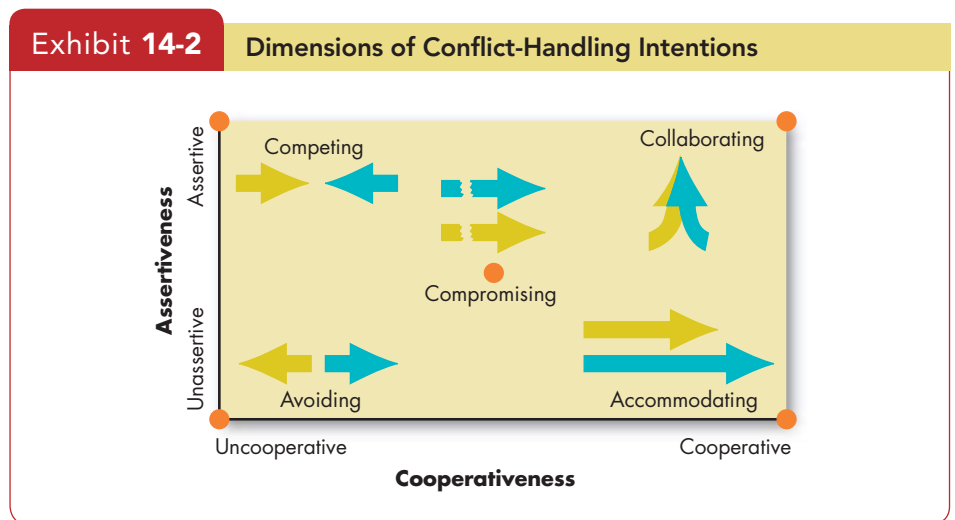 Exhibit 14-2
Dimensions of Conflict-Handling Intentions
Assertiveness
Assertive
Unassertive
Competing
Collaborating
Compromising
Avoiding
Accommodating
Uncooperative
Cooperative
Cooperativeness